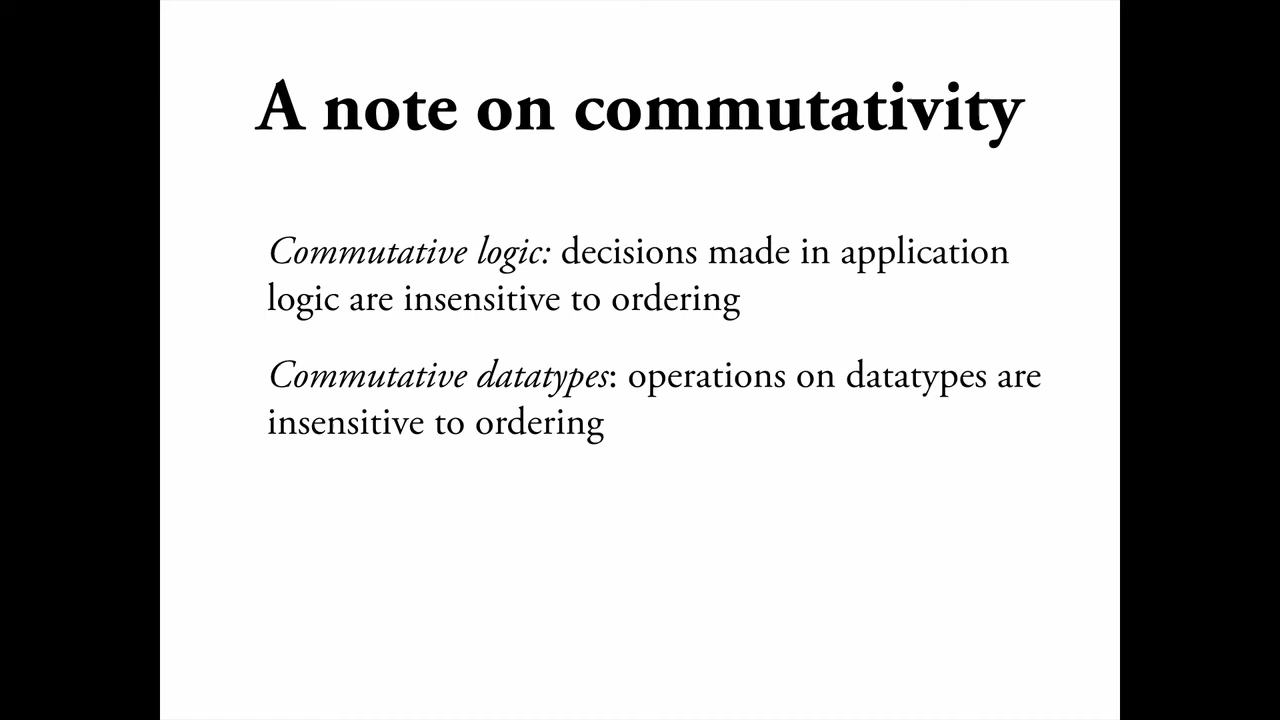 A note on commutativity
Commutative logic: decisions made in application
logic are insensitive to ordering
Commutative datatypes: operations on datatypes are
insensitive to ordering